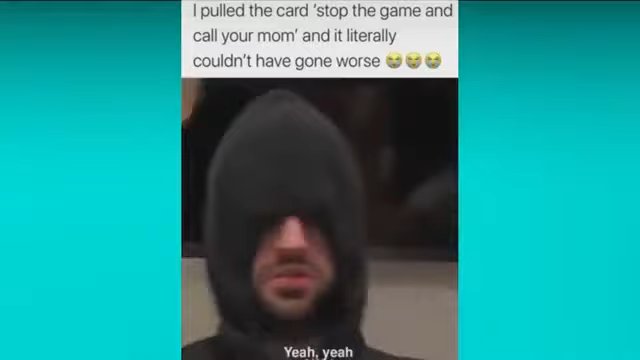 I pulled the card ‘stop the game and
call your mom’ and it literally
couldn’t have gone worse 😭😭😭
Yeah, yeah